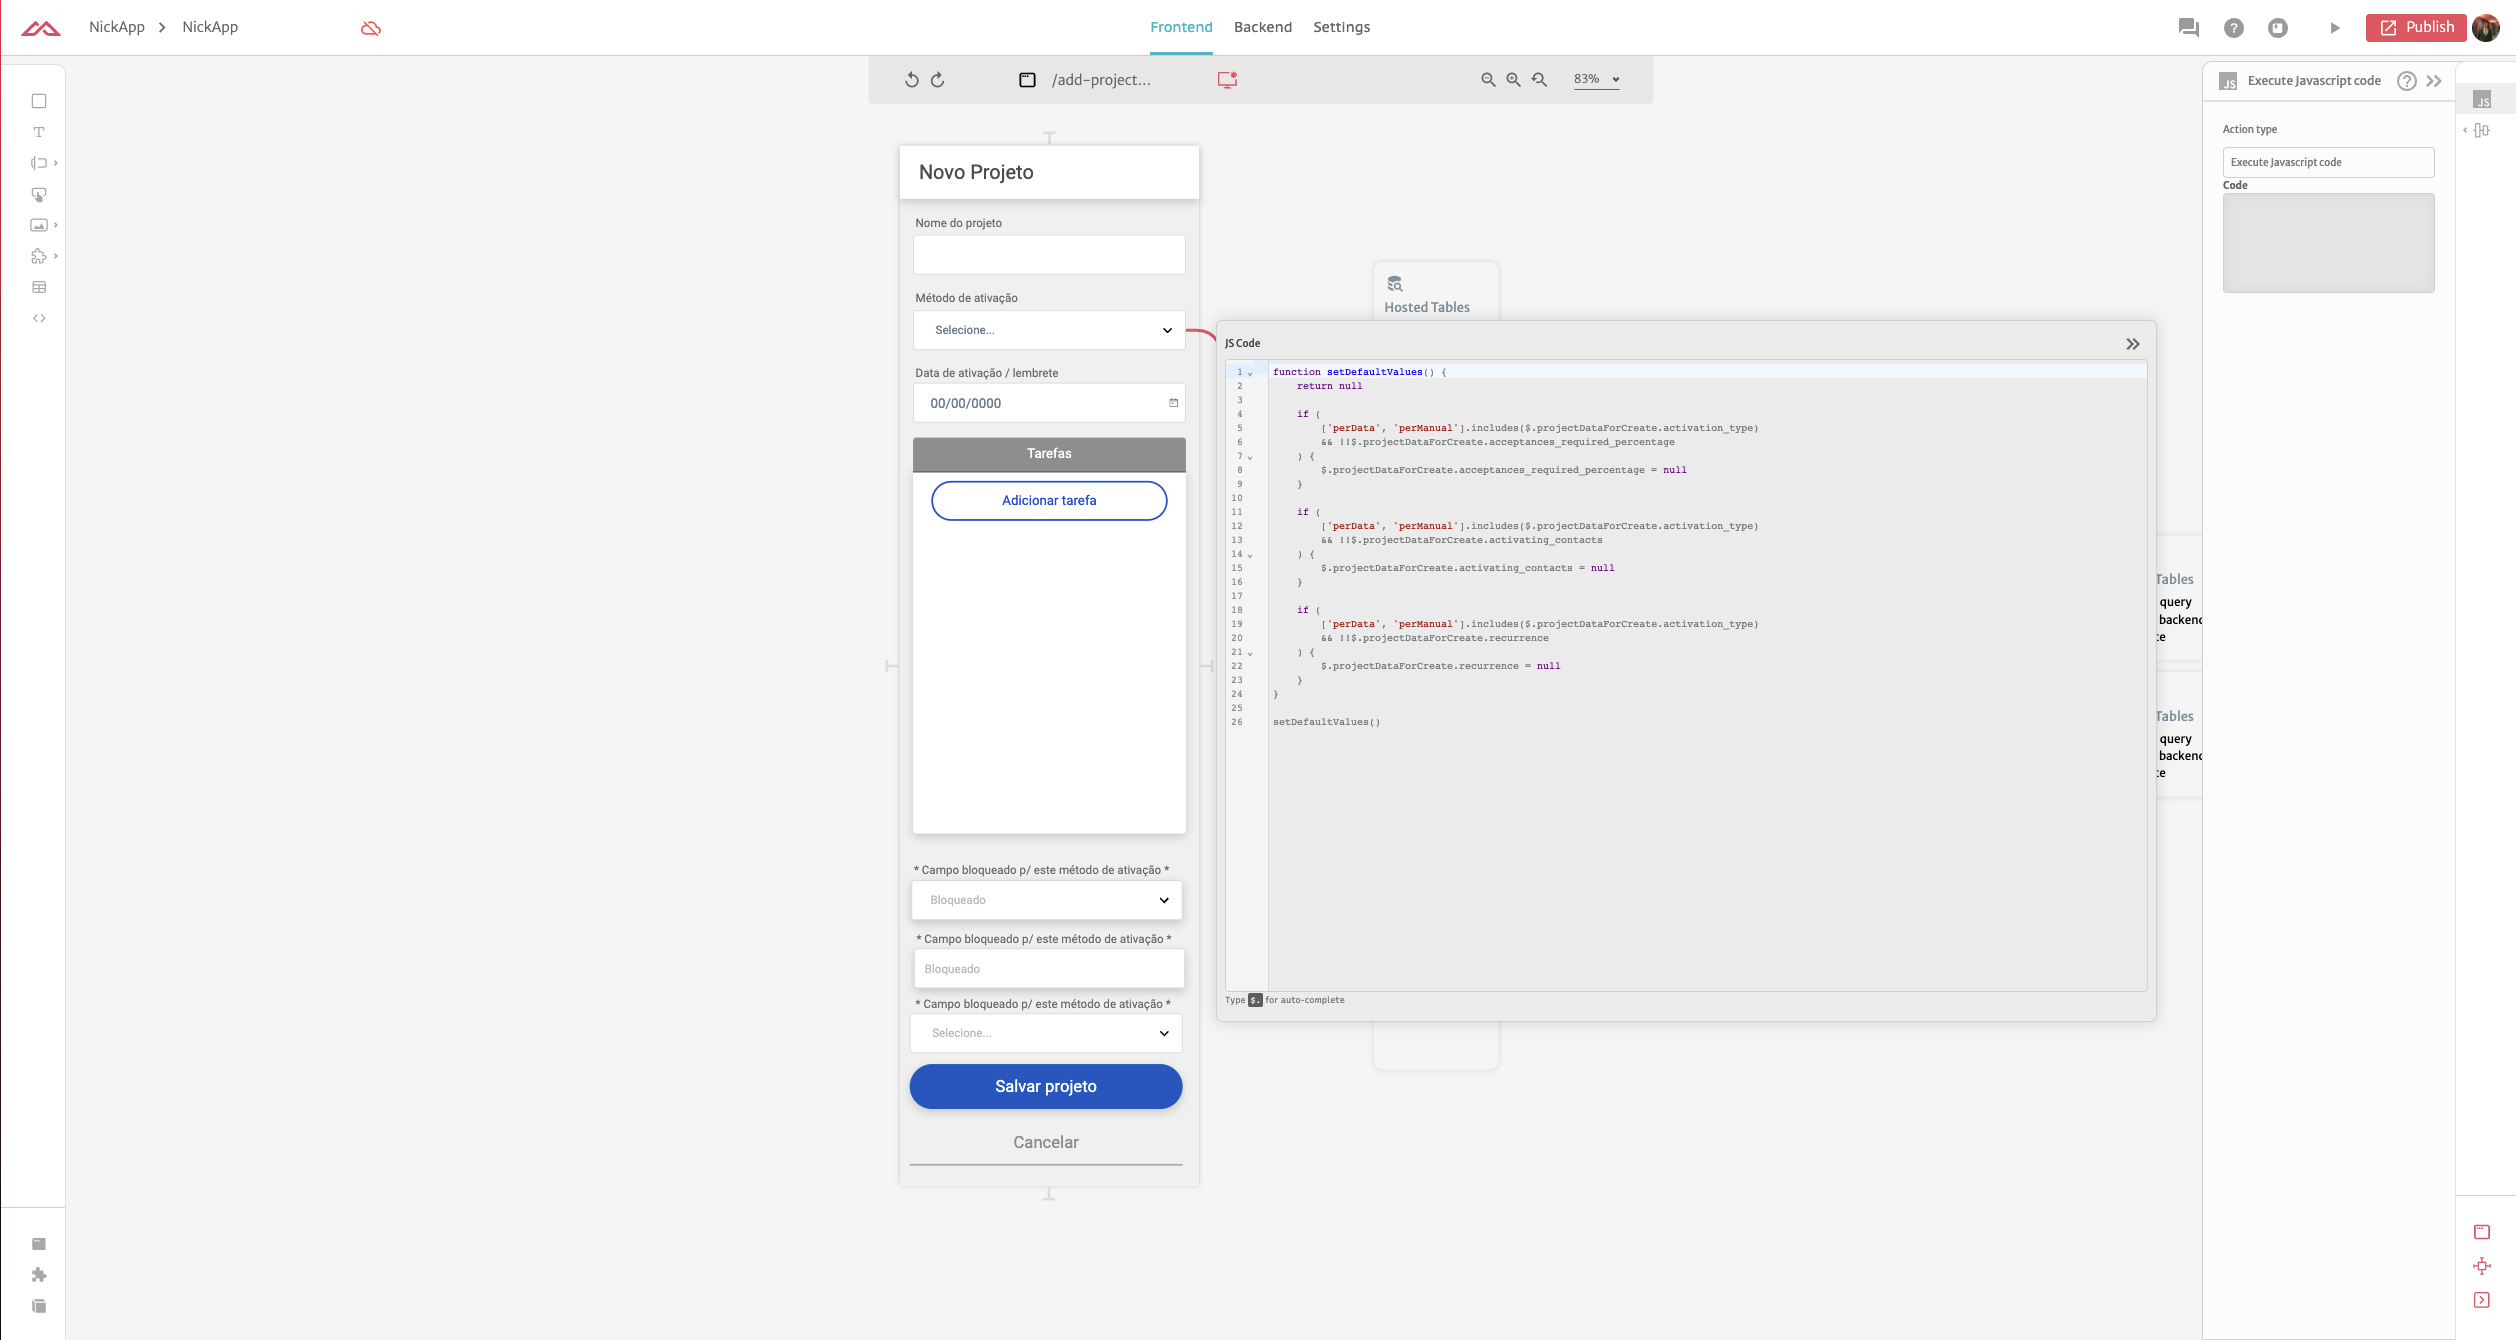 NickApp > NickApp
Frontend
Backend
Settings
Publish
/add-project...
83%
JS Execute Javascript code
JS
Action type
Execute Javascript code
Code
Novo Projeto
Nome do projeto
Método de ativação
Selecione...
Data de ativação / lembrete
00/00/0000
Tarefas
Adicionar tarefa
* Campo bloqueado p/ este método de ativação *
Bloqueado
* Campo bloqueado p/ este método de ativação *
Bloqueado
* Campo bloqueado p/ este método de ativação *
Selecione...
Salvar projeto
Cancelar
Hosted Tables
JS Code
1 function setDefaultValues() {
2 return null
3
4 if (
5 ['perData', 'perManual'].includes($.projectDataForCreate.activation_type)
6 && !!$.projectDataForCreate.acceptances_required_percentage
7 ) {
8 $.projectDataForCreate.acceptances_required_percentage = null
9 }
10
11 if (
12 ['perData', 'perManual'].includes($.projectDataForCreate.activation_type)
13 && !!$.projectDataForCreate.activating_contacts
14 ) {
15 $.projectDataForCreate.activating_contacts = null
16 }
17
18 if (
19 ['perData', 'perManual'].includes($.projectDataForCreate.activation_type)
20 && !!$.projectDataForCreate.recurrence
21 ) {
22 $.projectDataForCreate.recurrence = null
23 }
24 }
25
26 setDefaultValues()
Type $. for auto-complete
Tables
query
backend
te
Tables
query
backend
te